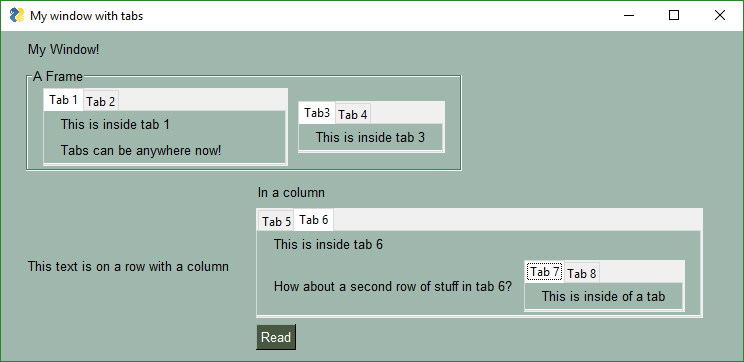 My window with tabs
My Window!
A Frame
Tab 1 Tab 2
This is inside tab 1
Tabs can be anywhere now!
Tab3 Tab 4
This is inside tab 3
This text is on a row with a column
In a column
Tab 5 Tab 6
This is inside tab 6
How about a second row of stuff in tab 6?
Tab 7 Tab 8
This is inside of a tab
Read